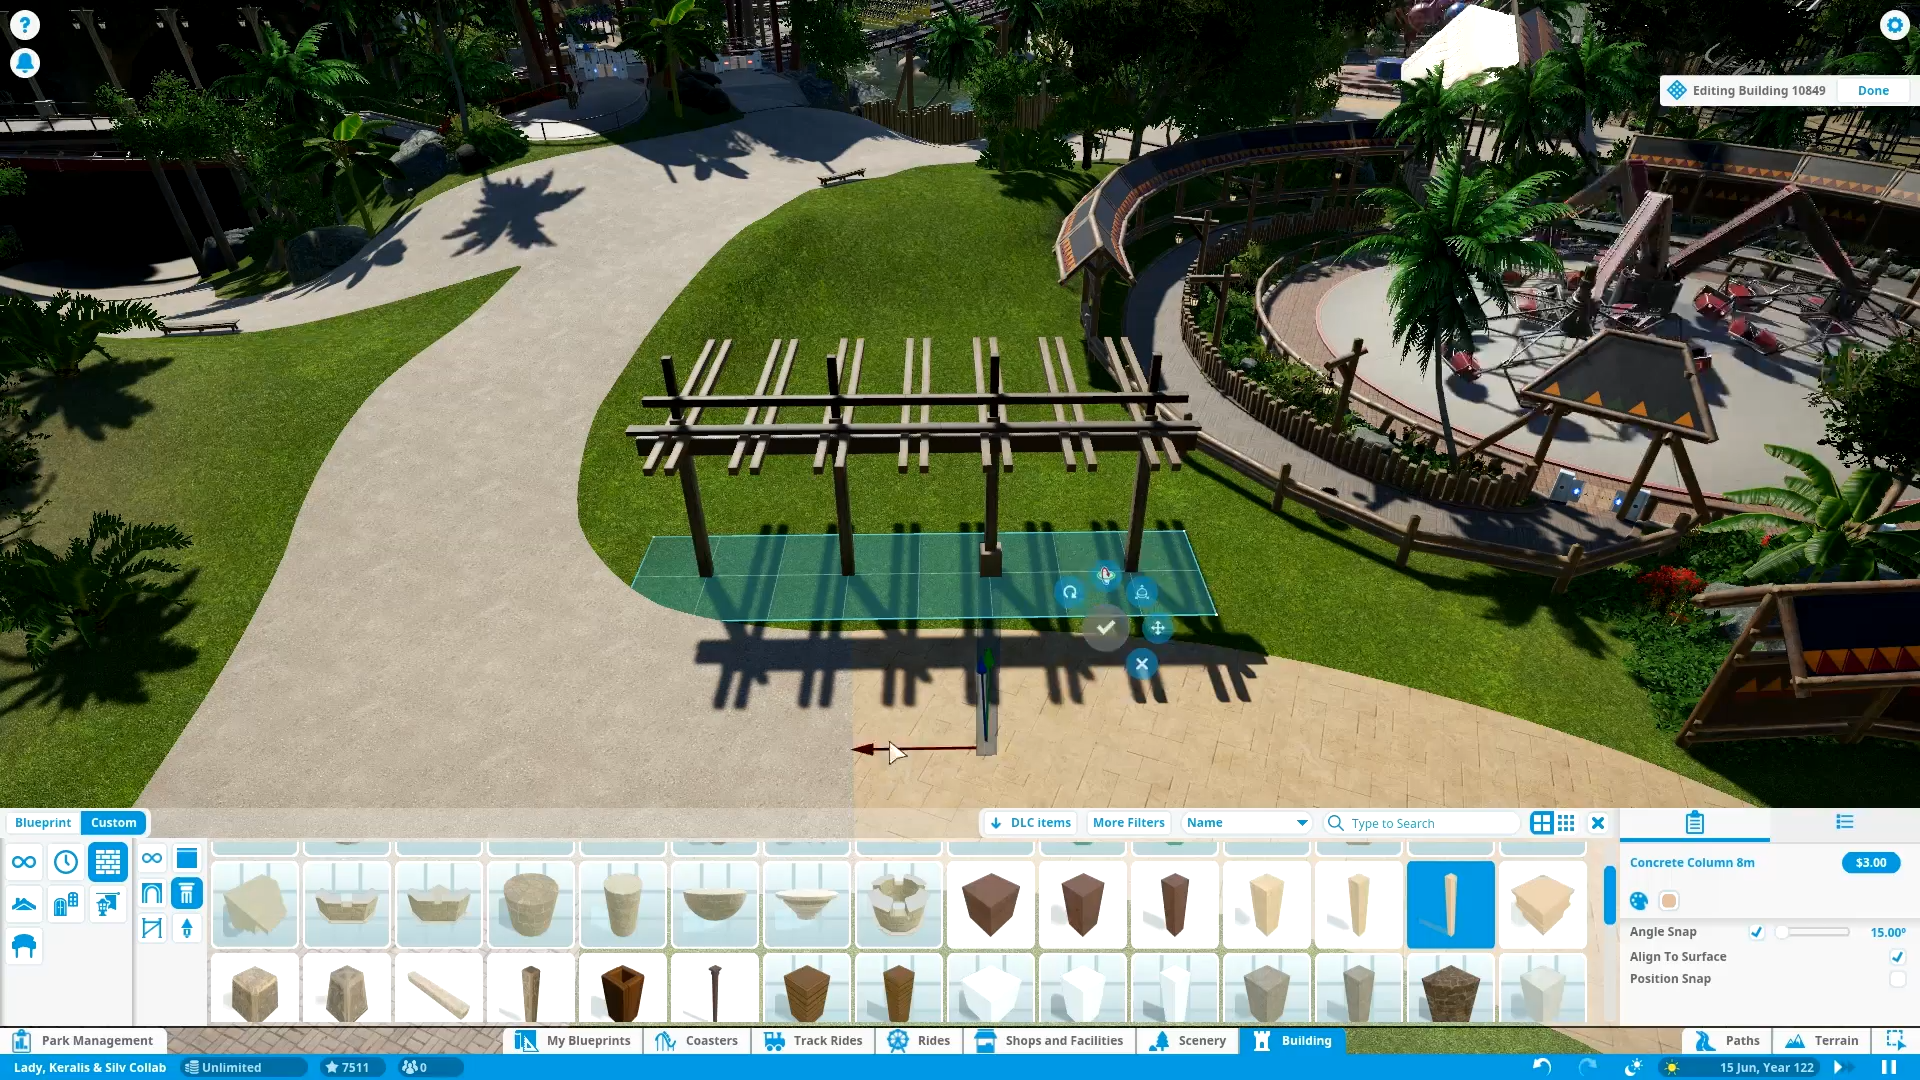 ?
Editing Building 10849
Done
Blueprint
Custom
DLC items
More Filters
Name
Type to Search
Concrete Column 8m
$3.00
Angle Snap
15.00°
Align To Surface
Position Snap
Park Management
My Blueprints
Coasters
Track Rides
Rides
Shops and Facilities
Scenery
Building
Paths
Terrain
Lady, Keralis & Silv Collab
Unlimited
7511
0
15 Jun, Year 122